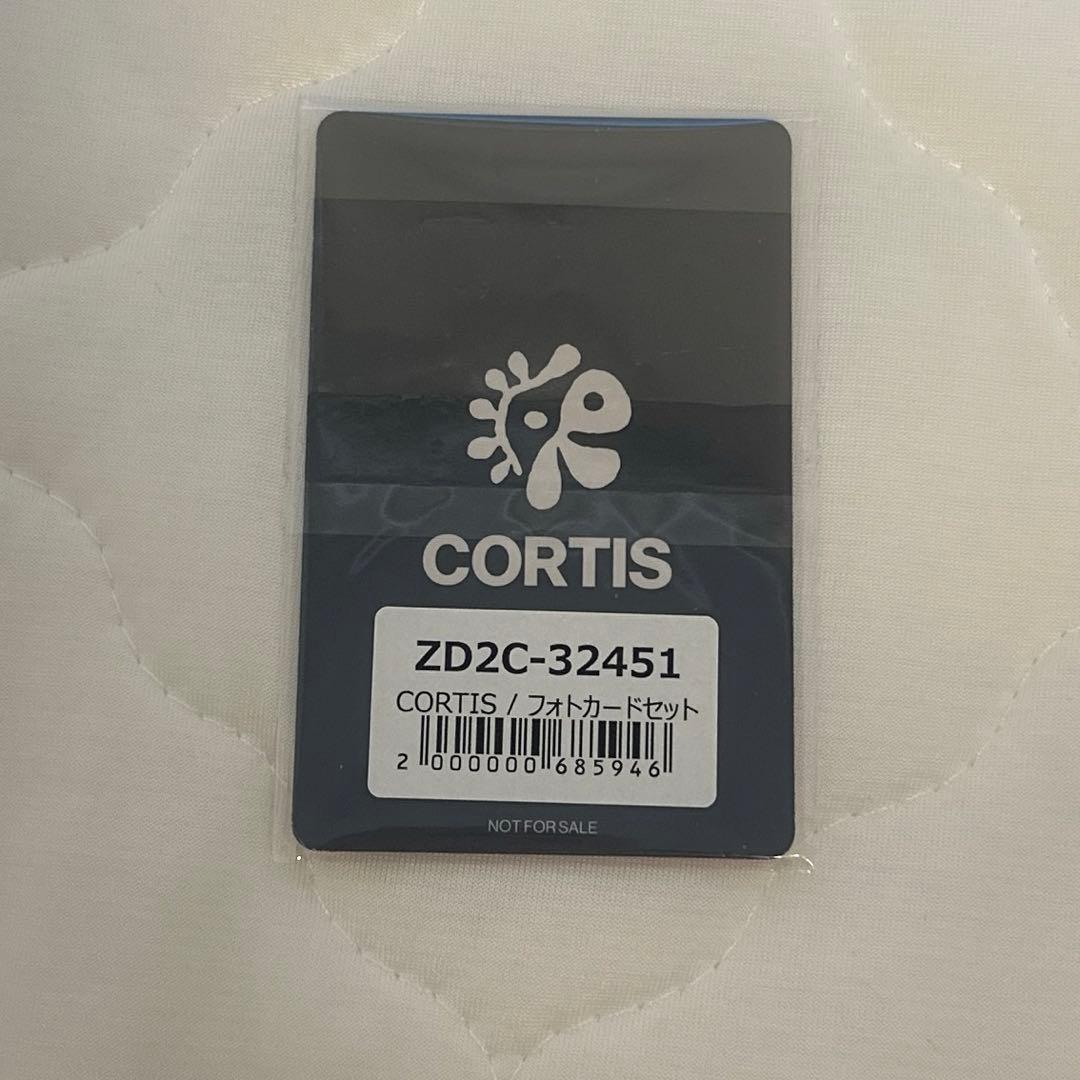 CORTIS
ZD2C-32451
CORTIS / フォトカードセット
2 000000 685946
NOT FOR SALE